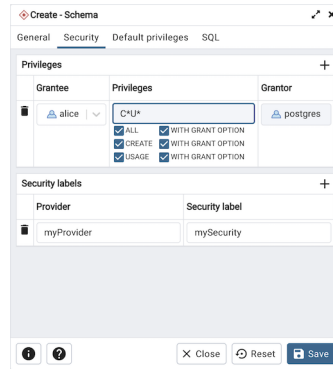 Create - Schema
General Security Default privileges SQL
Privileges
Grantee Privileges Grantor
alice C*U* postgres
ALL WITH GRANT OPTION
CREATE WITH GRANT OPTION
USAGE WITH GRANT OPTION
Security labels
Provider Security label
myProvider mySecurity
Close Reset Save